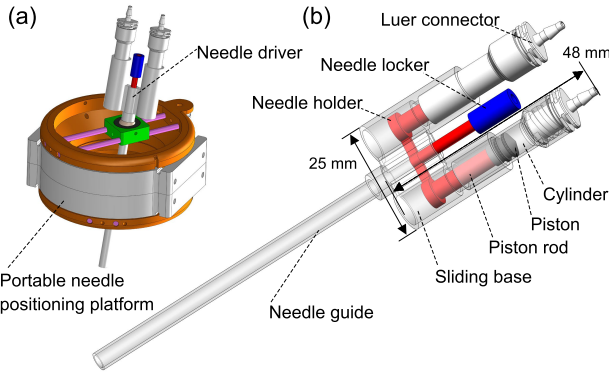 (a)
Needle driver
Portable needle
positioning platform
(b)
Luer connector
48 mm
Needle locker
Needle holder
25 mm
Cylinder
Piston
Piston rod
Sliding base
Needle guide